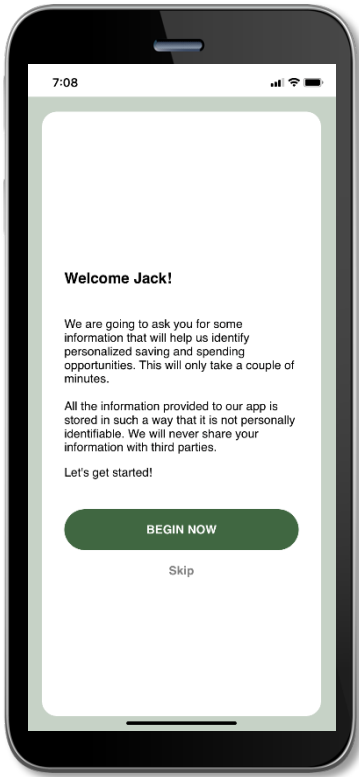 7:08
Welcome Jack!
We are going to ask you for some
information that will help us identify
personalized saving and spending
opportunities. This will only take a couple of
minutes.
All the information provided to our app is
stored in such a way that it is not personally
identifiable. We will never share your
information with third parties.
Let's get started!
BEGIN NOW
Skip